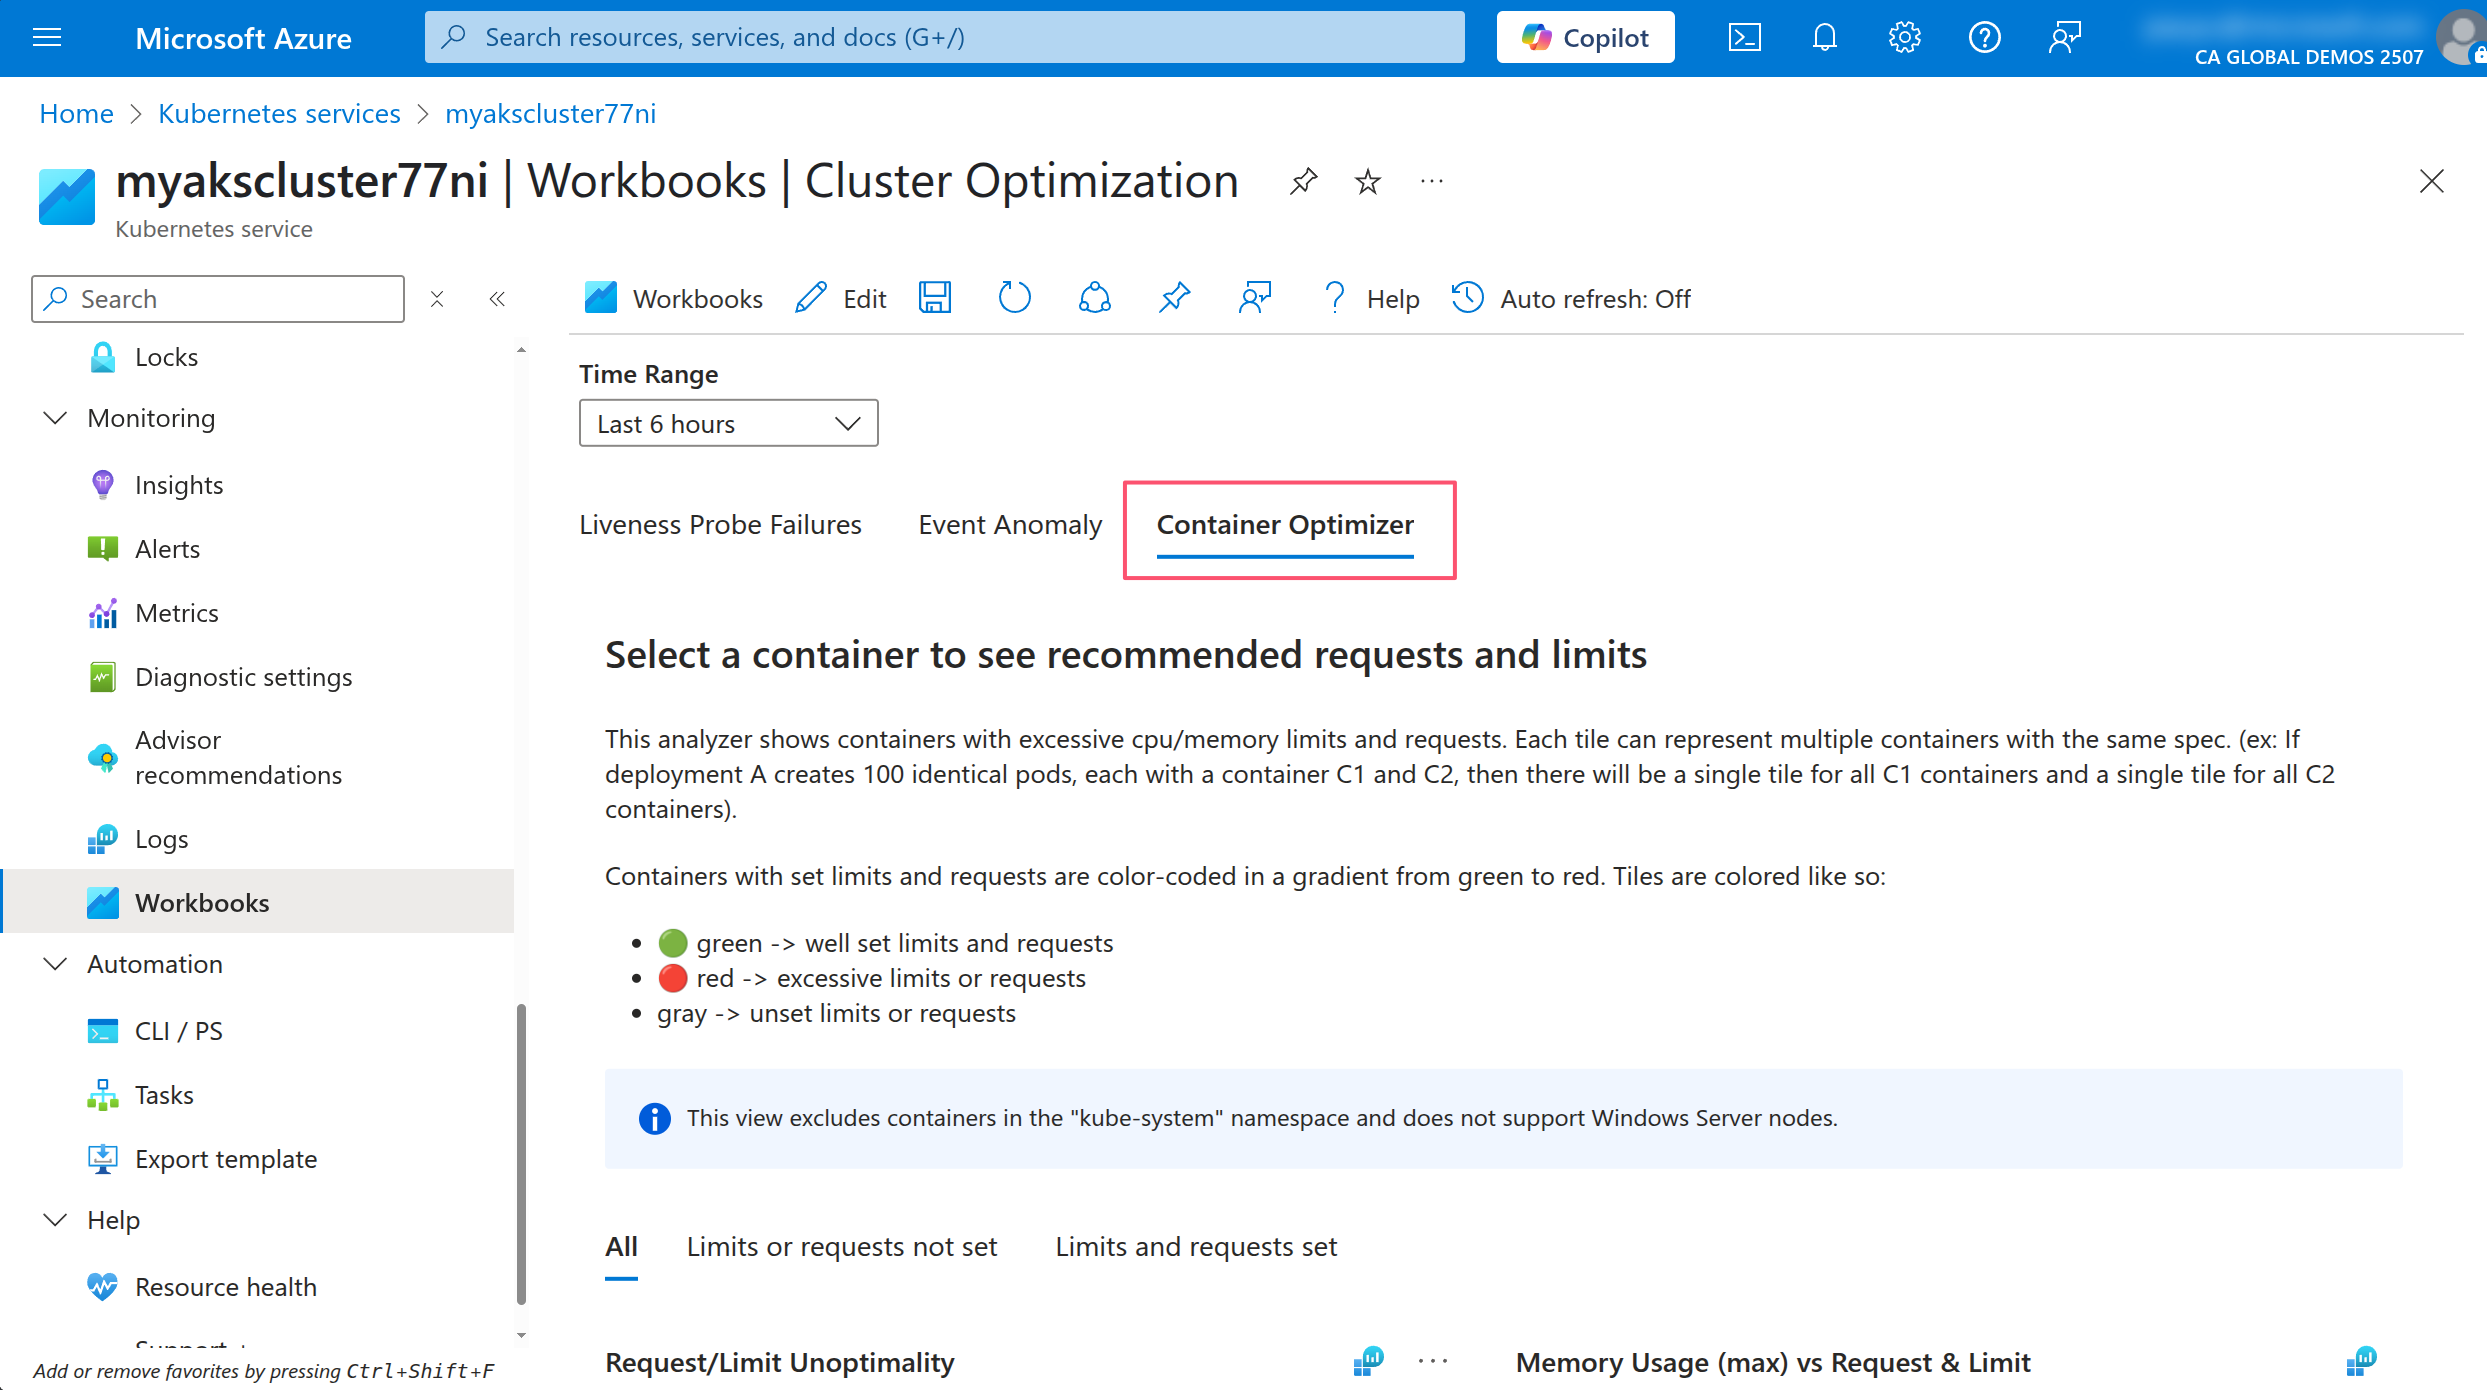 Microsoft Azure
Search resources, services, and docs (G+/)
Copilot
CA GLOBAL DEMOS 2507
Home > Kubernetes services > myakscluster77ni
myakscluster77ni | Workbooks | Cluster Optimization
Kubernetes service
Search
Locks
Monitoring
Insights
Alerts
Metrics
Diagnostic settings
Advisor
recommendations
Logs
Workbooks
Automation
CLI / PS
Tasks
Export template
Help
Resource health
Add or remove favorites by pressing Ctrl+Shift+F
Workbooks Edit Help Auto refresh: Off
Time Range
Last 6 hours
Liveness Probe Failures Event Anomaly Container Optimizer
Select a container to see recommended requests and limits
This analyzer shows containers with excessive cpu/memory limits and requests. Each tile can represent multiple containers with the same spec. (ex: If
deployment A creates 100 identical pods, each with a container C1 and C2, then there will be a single tile for all C1 containers and a single tile for all C2
containers).
Containers with set limits and requests are color-coded in a gradient from green to red. Tiles are colored like so:
• 🟢 green -> well set limits and requests
• 🔴 red -> excessive limits or requests
• gray -> unset limits or requests
This view excludes containers in the "kube-system" namespace and does not support Windows Server nodes.
All Limits or requests not set Limits and requests set
Request/Limit Unoptimality
Memory Usage (max) vs Request & Limit